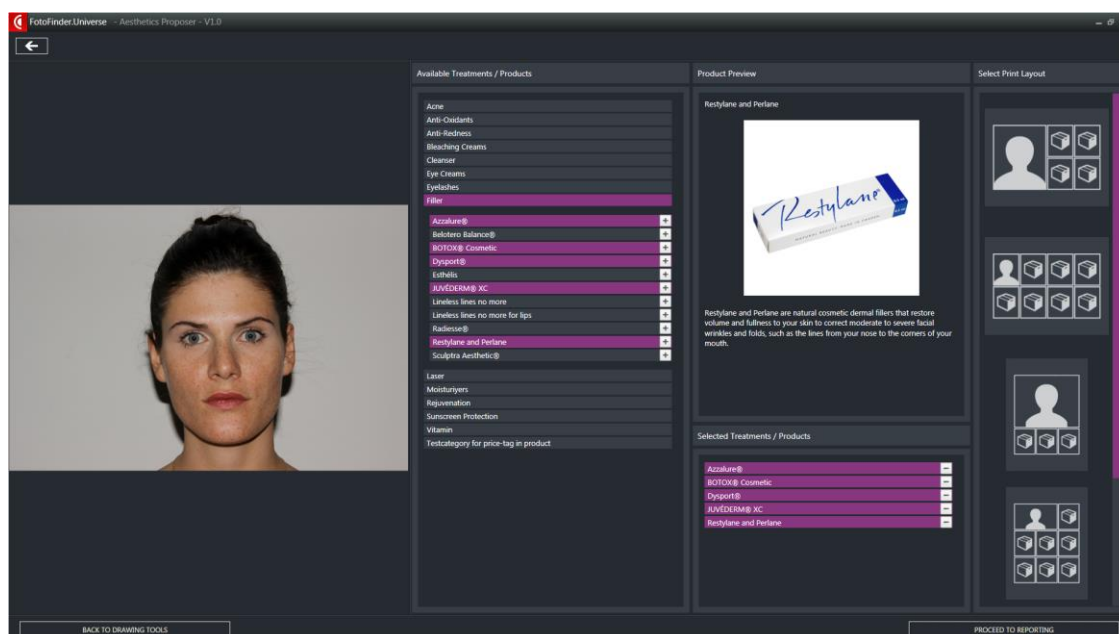 FotoFinder.Universe - Aesthetics Proposer - V1.0
Available Treatments / Products
Acne
Anti-Oxidants
Anti-Redness
Bleaching Creams
Cleanser
Eye Creams
Eyelashes
Filler
Azzalure®
Belotero Balance®
BOTOX® Cosmetic
Dysport®
Esthélis
JUVÉDERM® XC
Lineless lines no more
Lineless lines no more for lips
Radiesse®
Restylane and Perlane
Sculptra Aesthetic®
Laser
Moisturiyers
Rejuvenation
Sunscreen Protection
Vitamin
Testcategory for price-tag in product
Product Preview
Restylane and Perlane
Restylane
Restylane and Perlane are natural cosmetic dermal fillers that restore
volume and fullness to your skin to correct moderate to severe facial
wrinkles and folds, such as the lines from your nose to the corners of your
mouth.
Selected Treatments / Products
Azzalure®
BOTOX® Cosmetic
Dysport®
JUVÉDERM® XC
Restylane and Perlane
Select Print Layout
BACK TO DRAWING TOOLS
PROCEED TO REPORTING